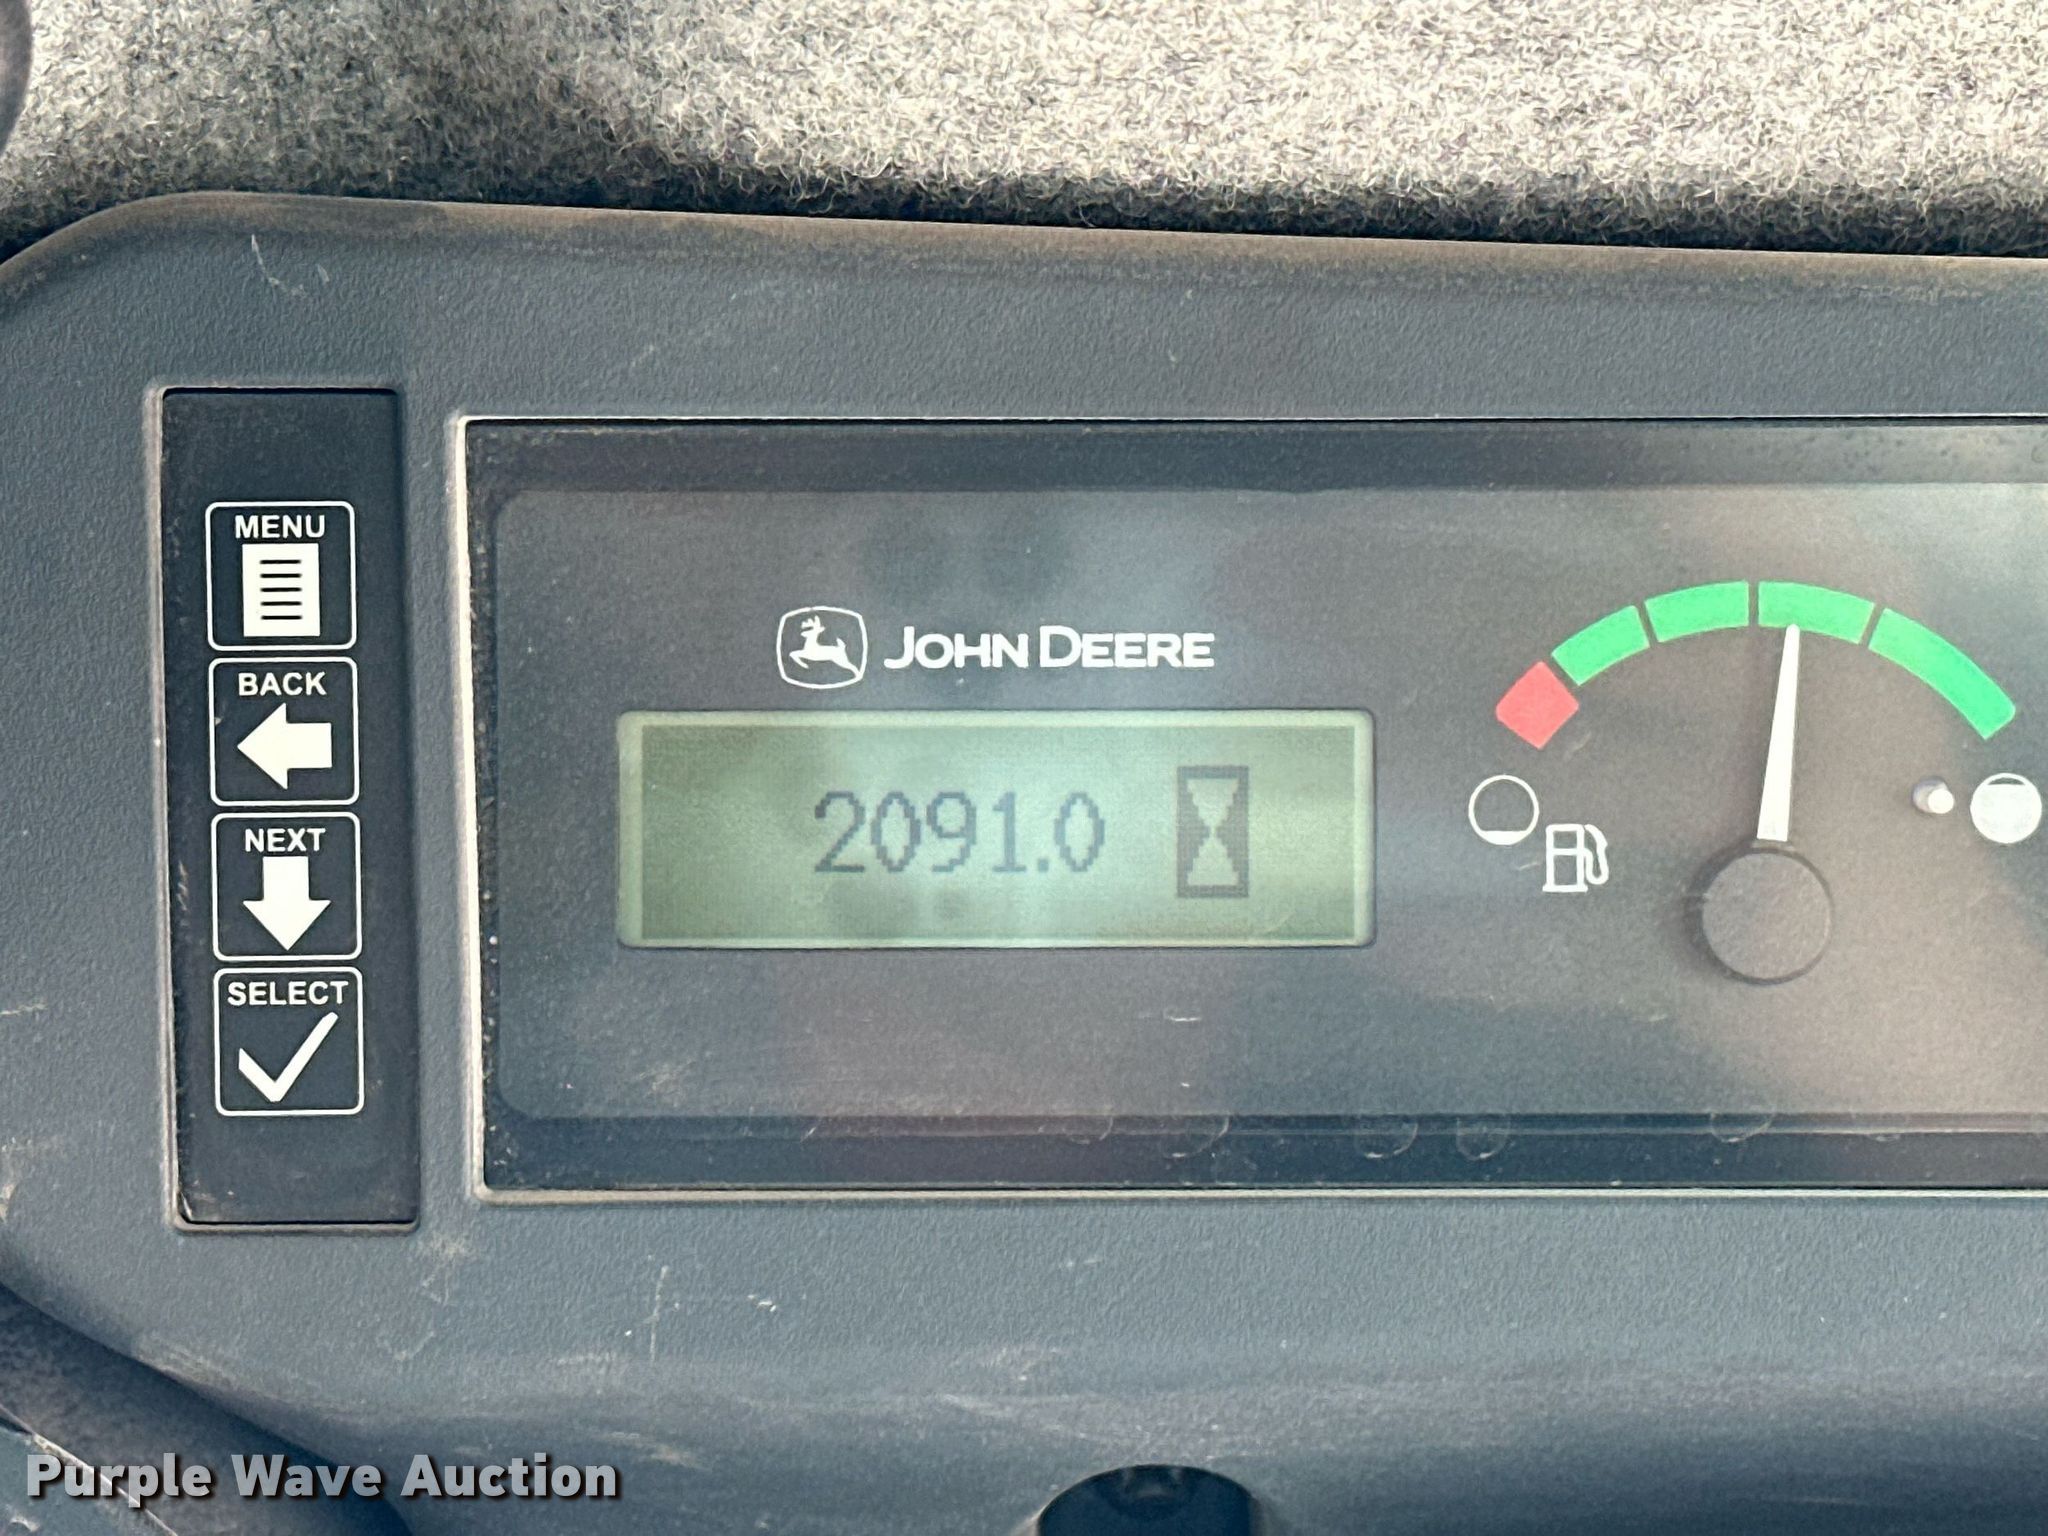 MENU
BACK
NEXT
SELECT
JOHN DEERE
2091.0
Purple Wave Auction